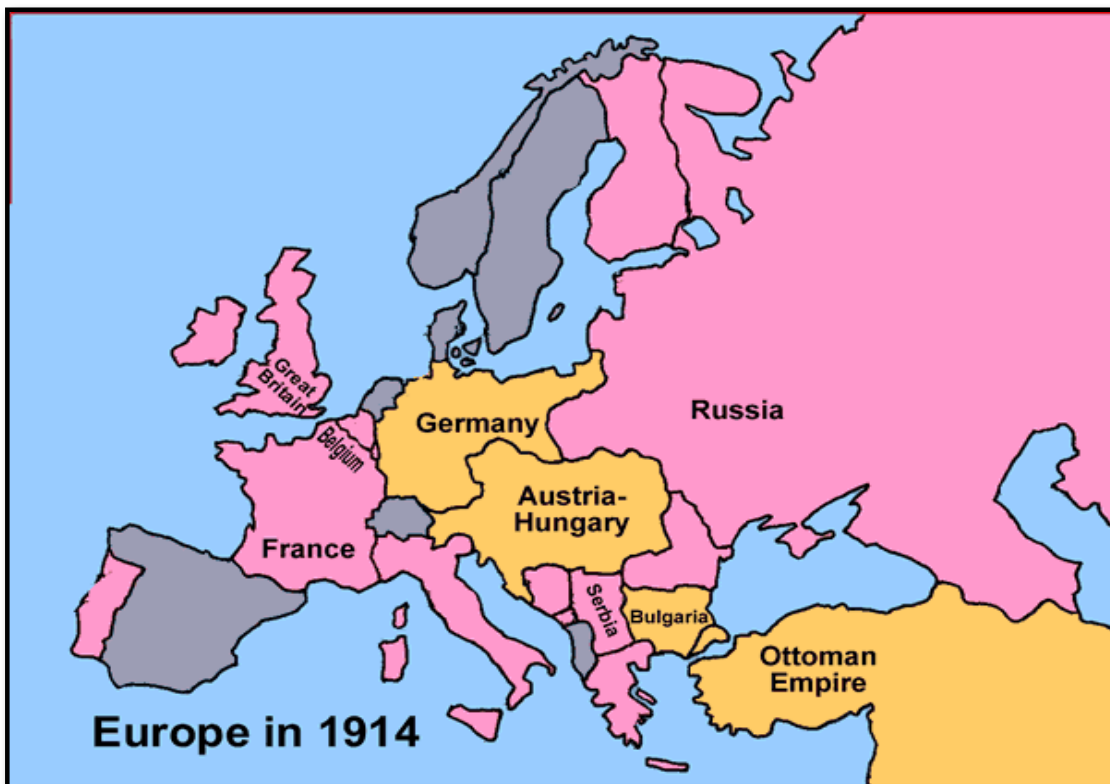 Great
Britain
Belgium
Germany
Russia
Austria-
Hungary
France
Serbia
Bulgaria
Ottoman
Empire
Europe in 1914